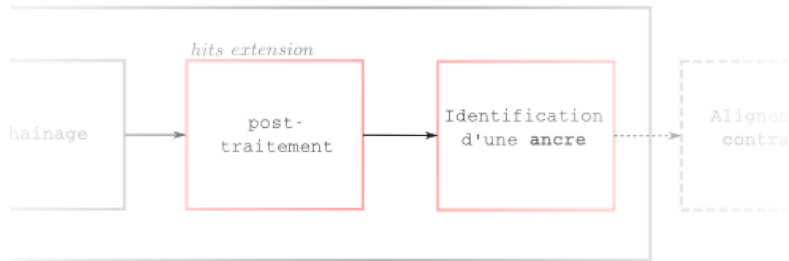 hits extension
hainage
post-
traitement
Identification
d'une ancre
Alignem
contra